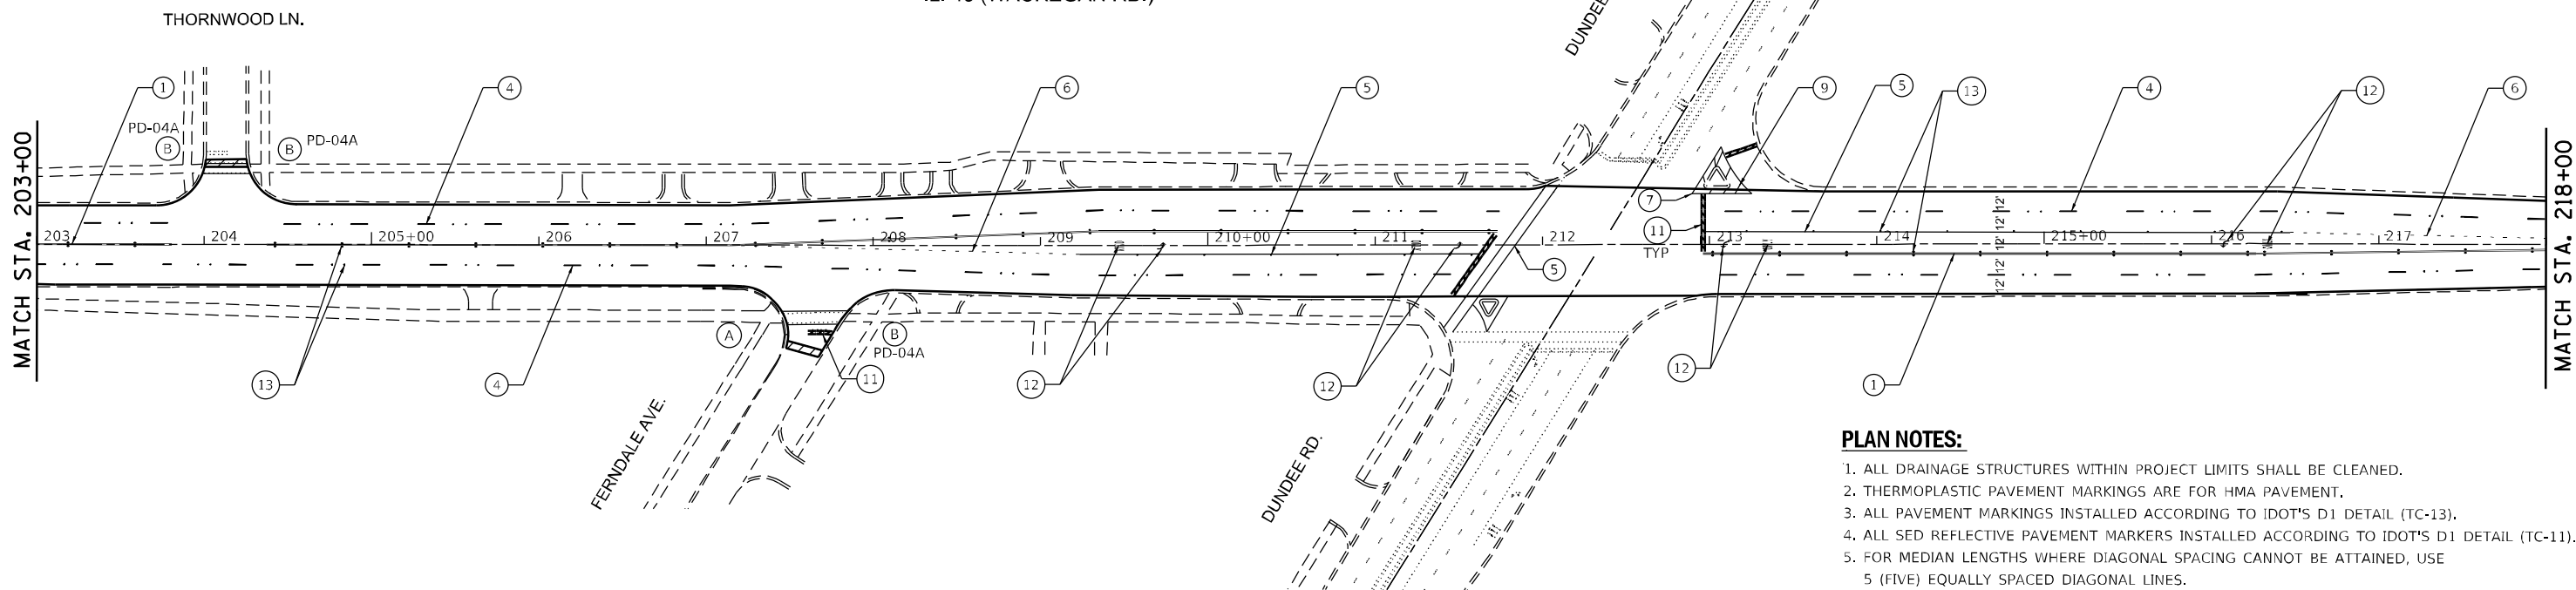 THORNWOOD LN.
DUNDEE
1
4
6
5
5
13
9
4
12
6
PD-04A
B
B
PD-04A
MATCH STA. 203+00
MATCH STA. 218+00
7
11
TYP
12' 12'
12' 12'
12' 12'
203
204
205+00
206
207
208
209
210+00
211
212
213
214
215+00
216
217
5
A
B
PD-04A
11
13
4
12
12
12
1
FERNDALE AVE.
DUNDEE RD.
PLAN NOTES:
1. ALL DRAINAGE STRUCTURES WITHIN PROJECT LIMITS SHALL BE CLEANED.
2. THERMOPLASTIC PAVEMENT MARKINGS ARE FOR HMA PAVEMENT.
3. ALL PAVEMENT MARKINGS INSTALLED ACCORDING TO IDOT'S D1 DETAIL (TC-13).
4. ALL SED REFLECTIVE PAVEMENT MARKERS INSTALLED ACCORDING TO IDOT'S D1 DETAIL (TC-11).
5. FOR MEDIAN LENGTHS WHERE DIAGONAL SPACING CANNOT BE ATTAINED, USE
5 (FIVE) EQUALLY SPACED DIAGONAL LINES.